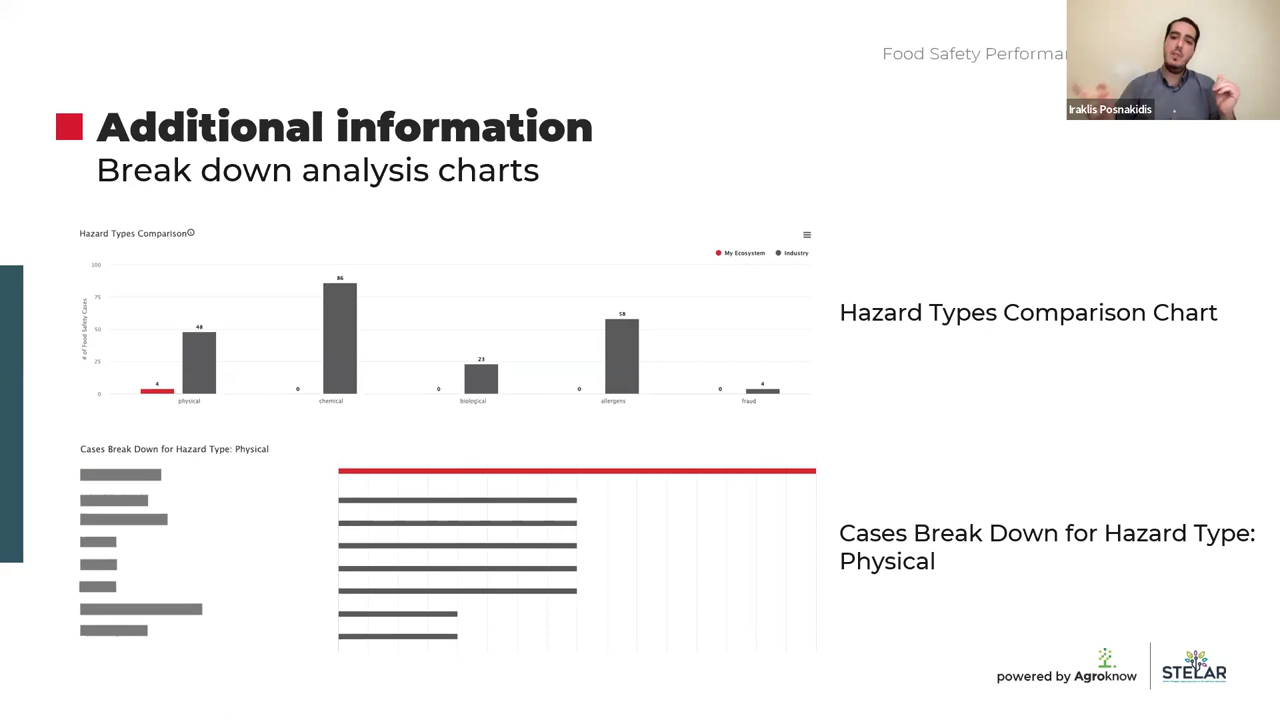 Food Safety Performa
Iraklis Posnakidis
Additional information
Break down analysis charts
Hazard Types Comparison
My Ecosystem
Industry
# of Food Safety Cases
100
75
50
25
0
4
48
0
86
0
23
0
58
0
4
physical
chemical
biological
allergens
fraud
Hazard Types Comparison Chart
Cases Break Down for Hazard Type: Physical
Cases Break Down for Hazard Type:
Physical
powered by Agroknow
STELAR